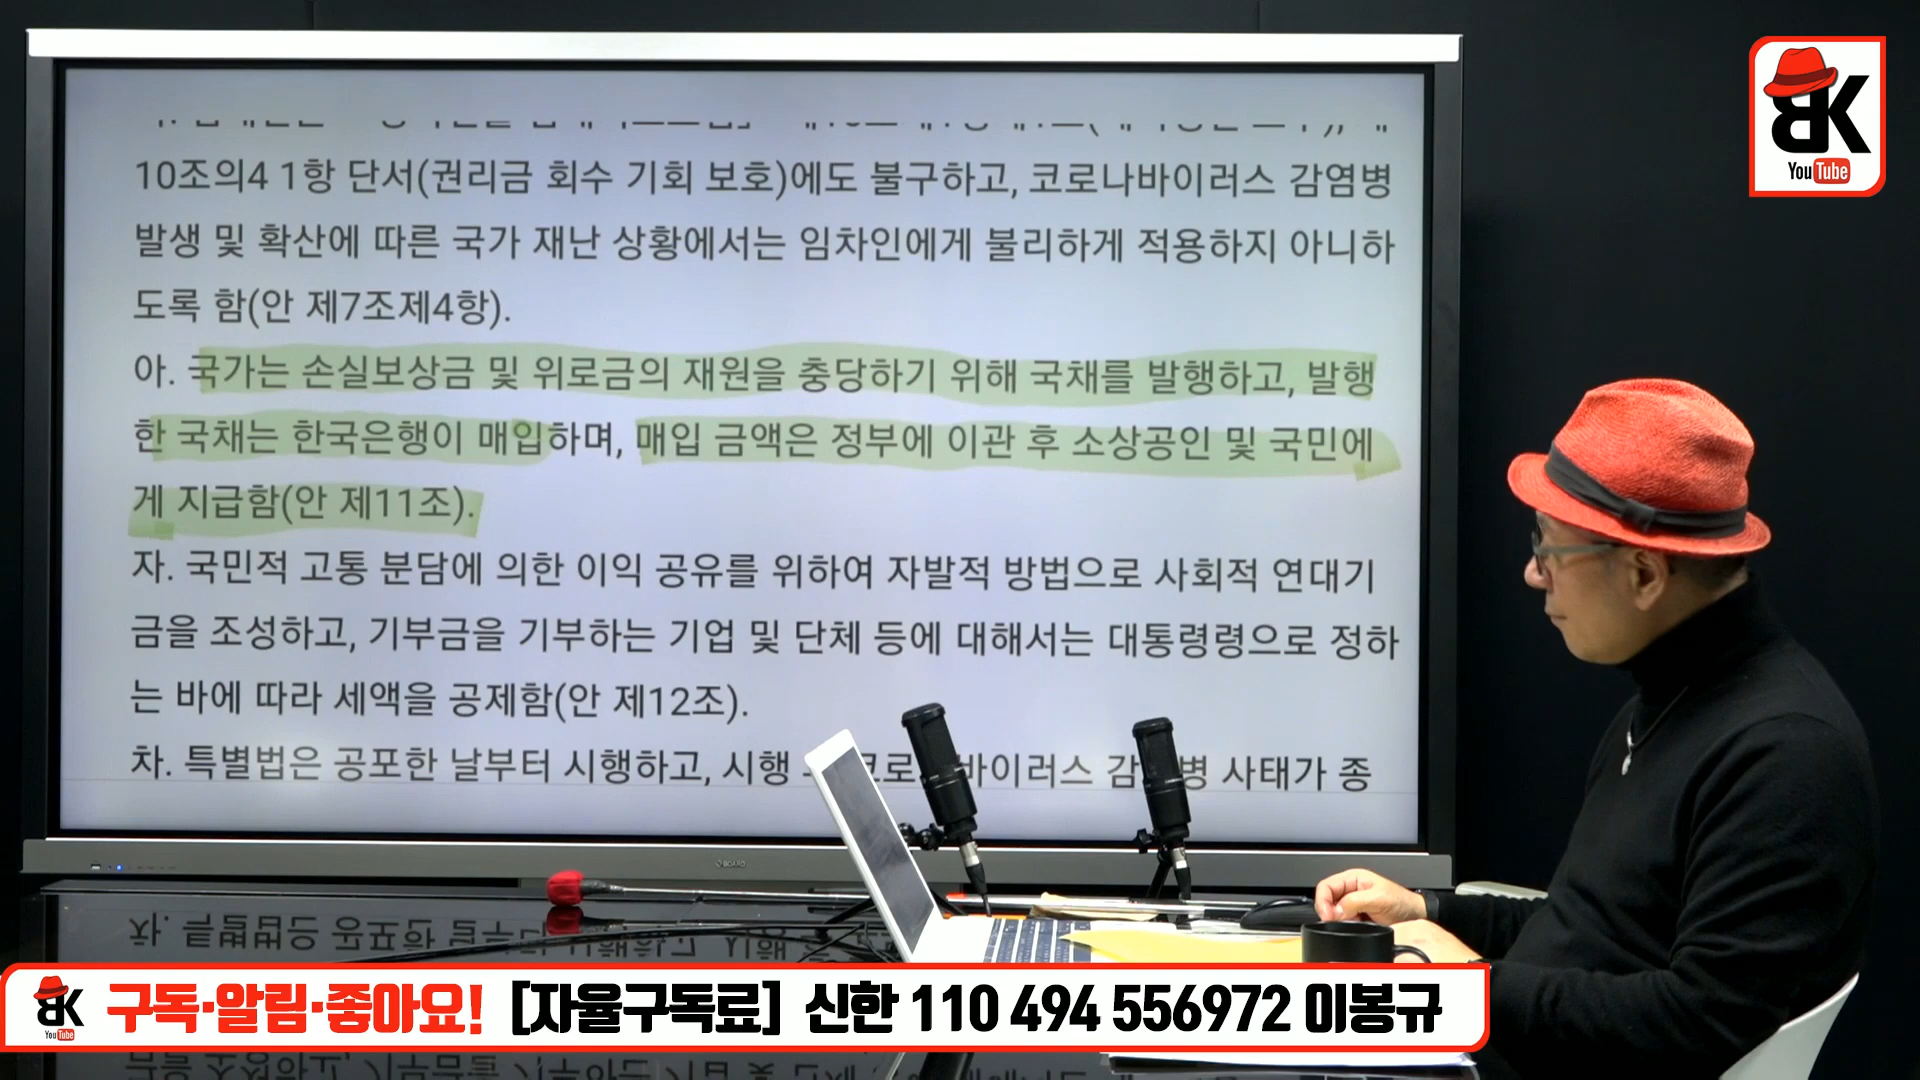 10조의4 1항 단서(권리금 회수 기회 보호)에도 불구하고, 코로나바이러스 감염병
발생 및 확산에 따른 국가 재난 상황에서는 임차인에게 불리하게 적용하지 아니하
도록 함(안 제7조제4항).
아. 국가는 손실보상금 및 위로금의 재원을 충당하기 위해 국채를 발행하고, 발행
한 국채는 한국은행이 매입하며, 매입 금액은 정부에 이관 후 소상공인 및 국민에
게 지급함(안 제11조).
자. 국민적 고통 분담에 의한 이익 공유를 위하여 자발적 방법으로 사회적 연대기
금을 조성하고, 기부금을 기부하는 기업 및 단체 등에 대해서는 대통령령으로 정하
는 바에 따라 세액을 공제함(안 제12조).
차. 특별법은 공포한 날부터 시행하고, 시행 바이러스 사태가 종
BK
YouTube
BK
YouTube
구독·알림·좋아요! [자율구독료] 신한 110 494 556972 이봉규